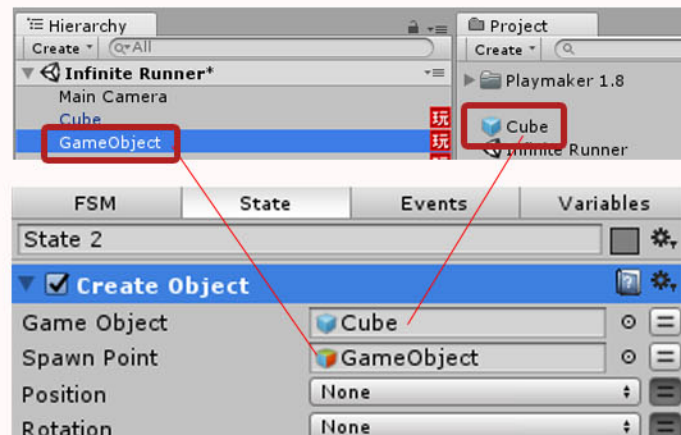 Hierarchy
Create All
Infinite Runner*
Main Camera
Cube 玩
GameObject 玩
Project
Create
Playmaker 1.8
Cube
Infinite Runner
FSM State Events Variables
State 2
Create Object
Game Object Cube
Spawn Point GameObject
Position None
Rotation None